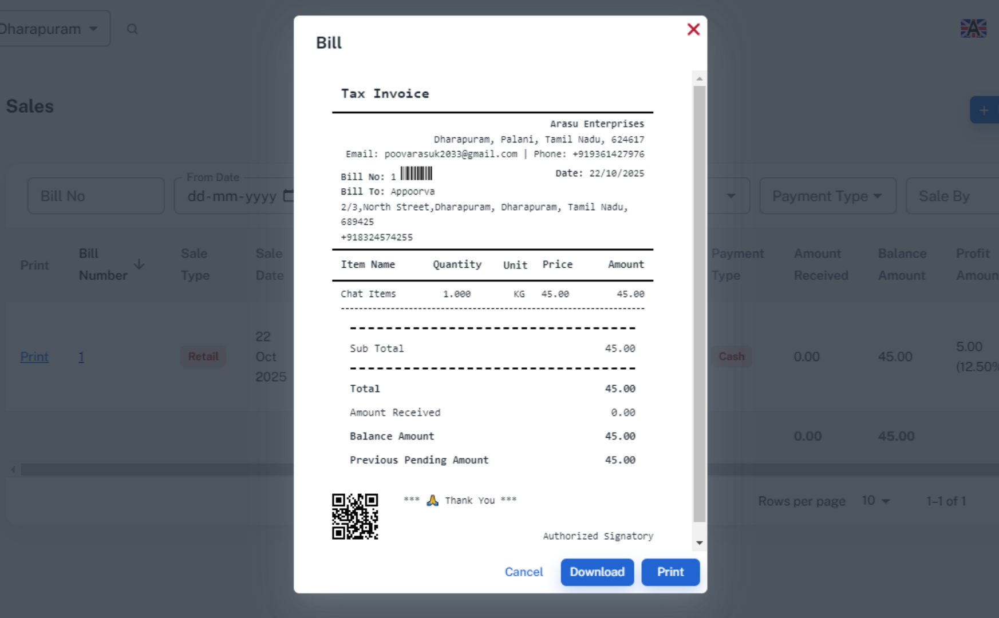 Dharapuram
Bill
Sales
+
Tax Invoice
Arasu Enterprises
Dharapuram, Palani, Tamil Nadu, 624617
Email: poovarasuk2033@gmail.com | Phone: +919361427976
Bill No: 1
Date: 22/10/2025
Bill To: Appoorva
2/3,North Street,Dharapuram, Dharapuram, Tamil Nadu,
689425
+918324574255
Bill No
From Date
dd-mm-yyyy
Payment Type
Sale By
Print
Bill
Number
Sale
Type
Sale
Date
Payment
Type
Amount
Received
Balance
Amount
Profit
Amoun
Item Name Quantity Unit Price Amount
Chat Items 1.000 KG 45.00 45.00
Sub Total 45.00
Total 45.00
Amount Received 0.00
Balance Amount 45.00
Previous Pending Amount 45.00
*** 🙏 Thank You ***
Authorized Signatory
Print 1 Retail
22
Oct
2025
Cash 0.00 45.00
5.00
(12.50%
0.00 45.00
Rows per page 10 1–1 of 1
Cancel Download Print